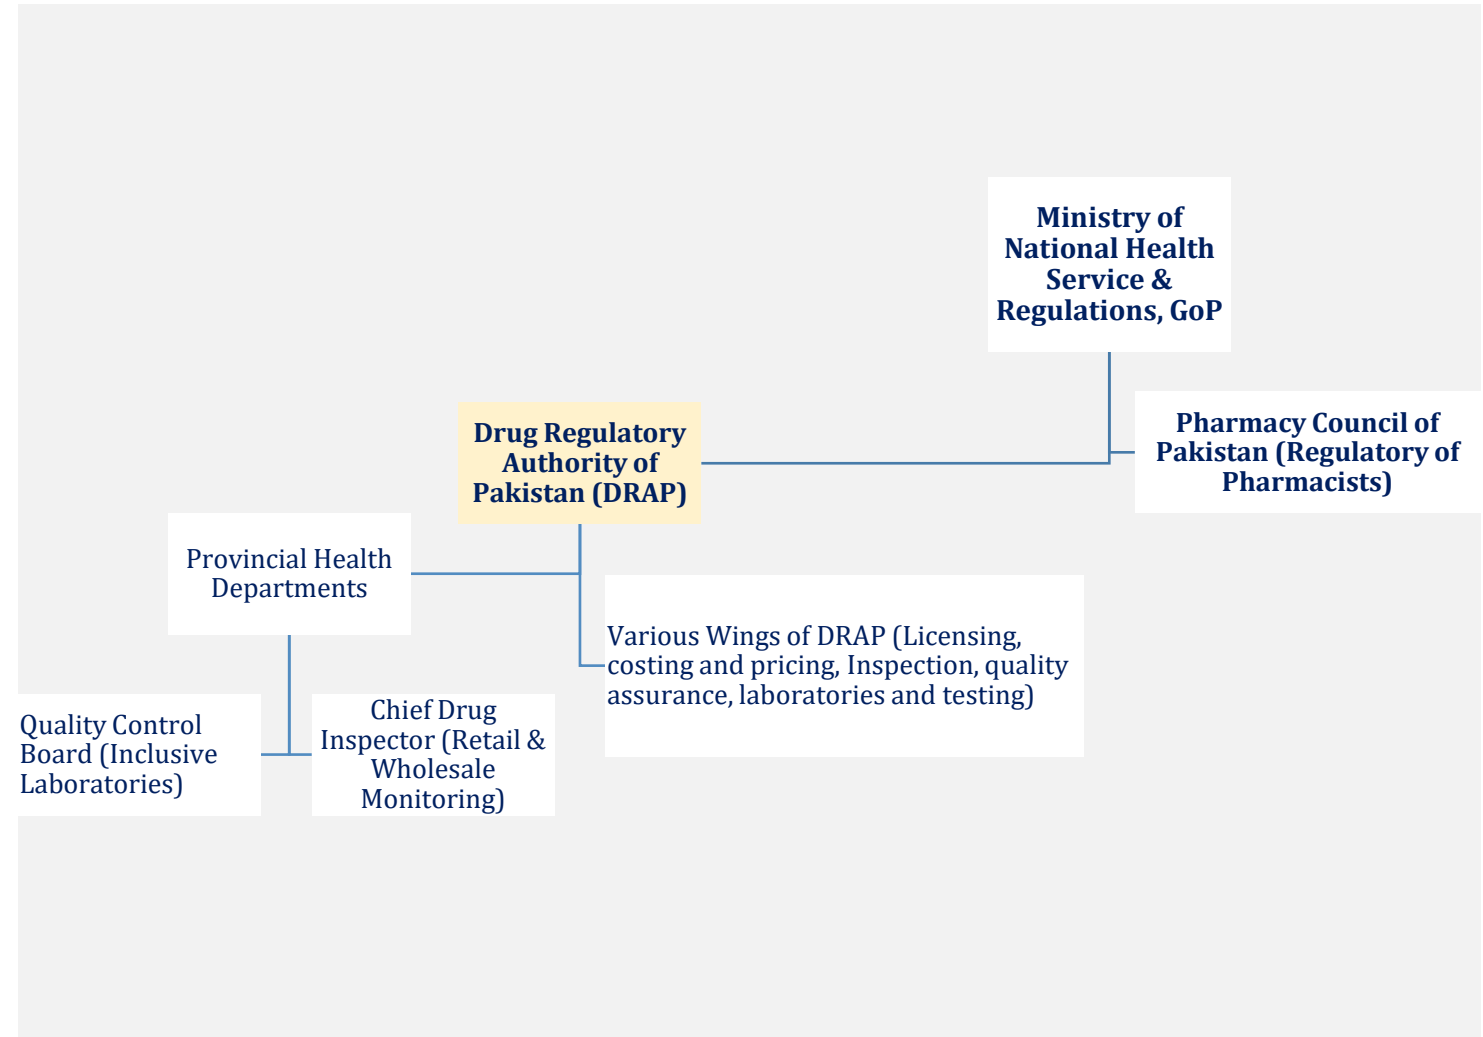 Ministry of
National Health
Service &
Regulations, GoP
Pharmacy Council of
Pakistan (Regulatory of
Pharmacists)
Drug Regulatory
Authority of
Pakistan (DRAP)
Provincial Health
Departments
Various Wings of DRAP (Licensing,
costing and pricing, Inspection, quality
assurance, laboratories and testing)
Quality Control
Board (Inclusive
Laboratories)
Chief Drug
Inspector (Retail &
Wholesale
Monitoring)